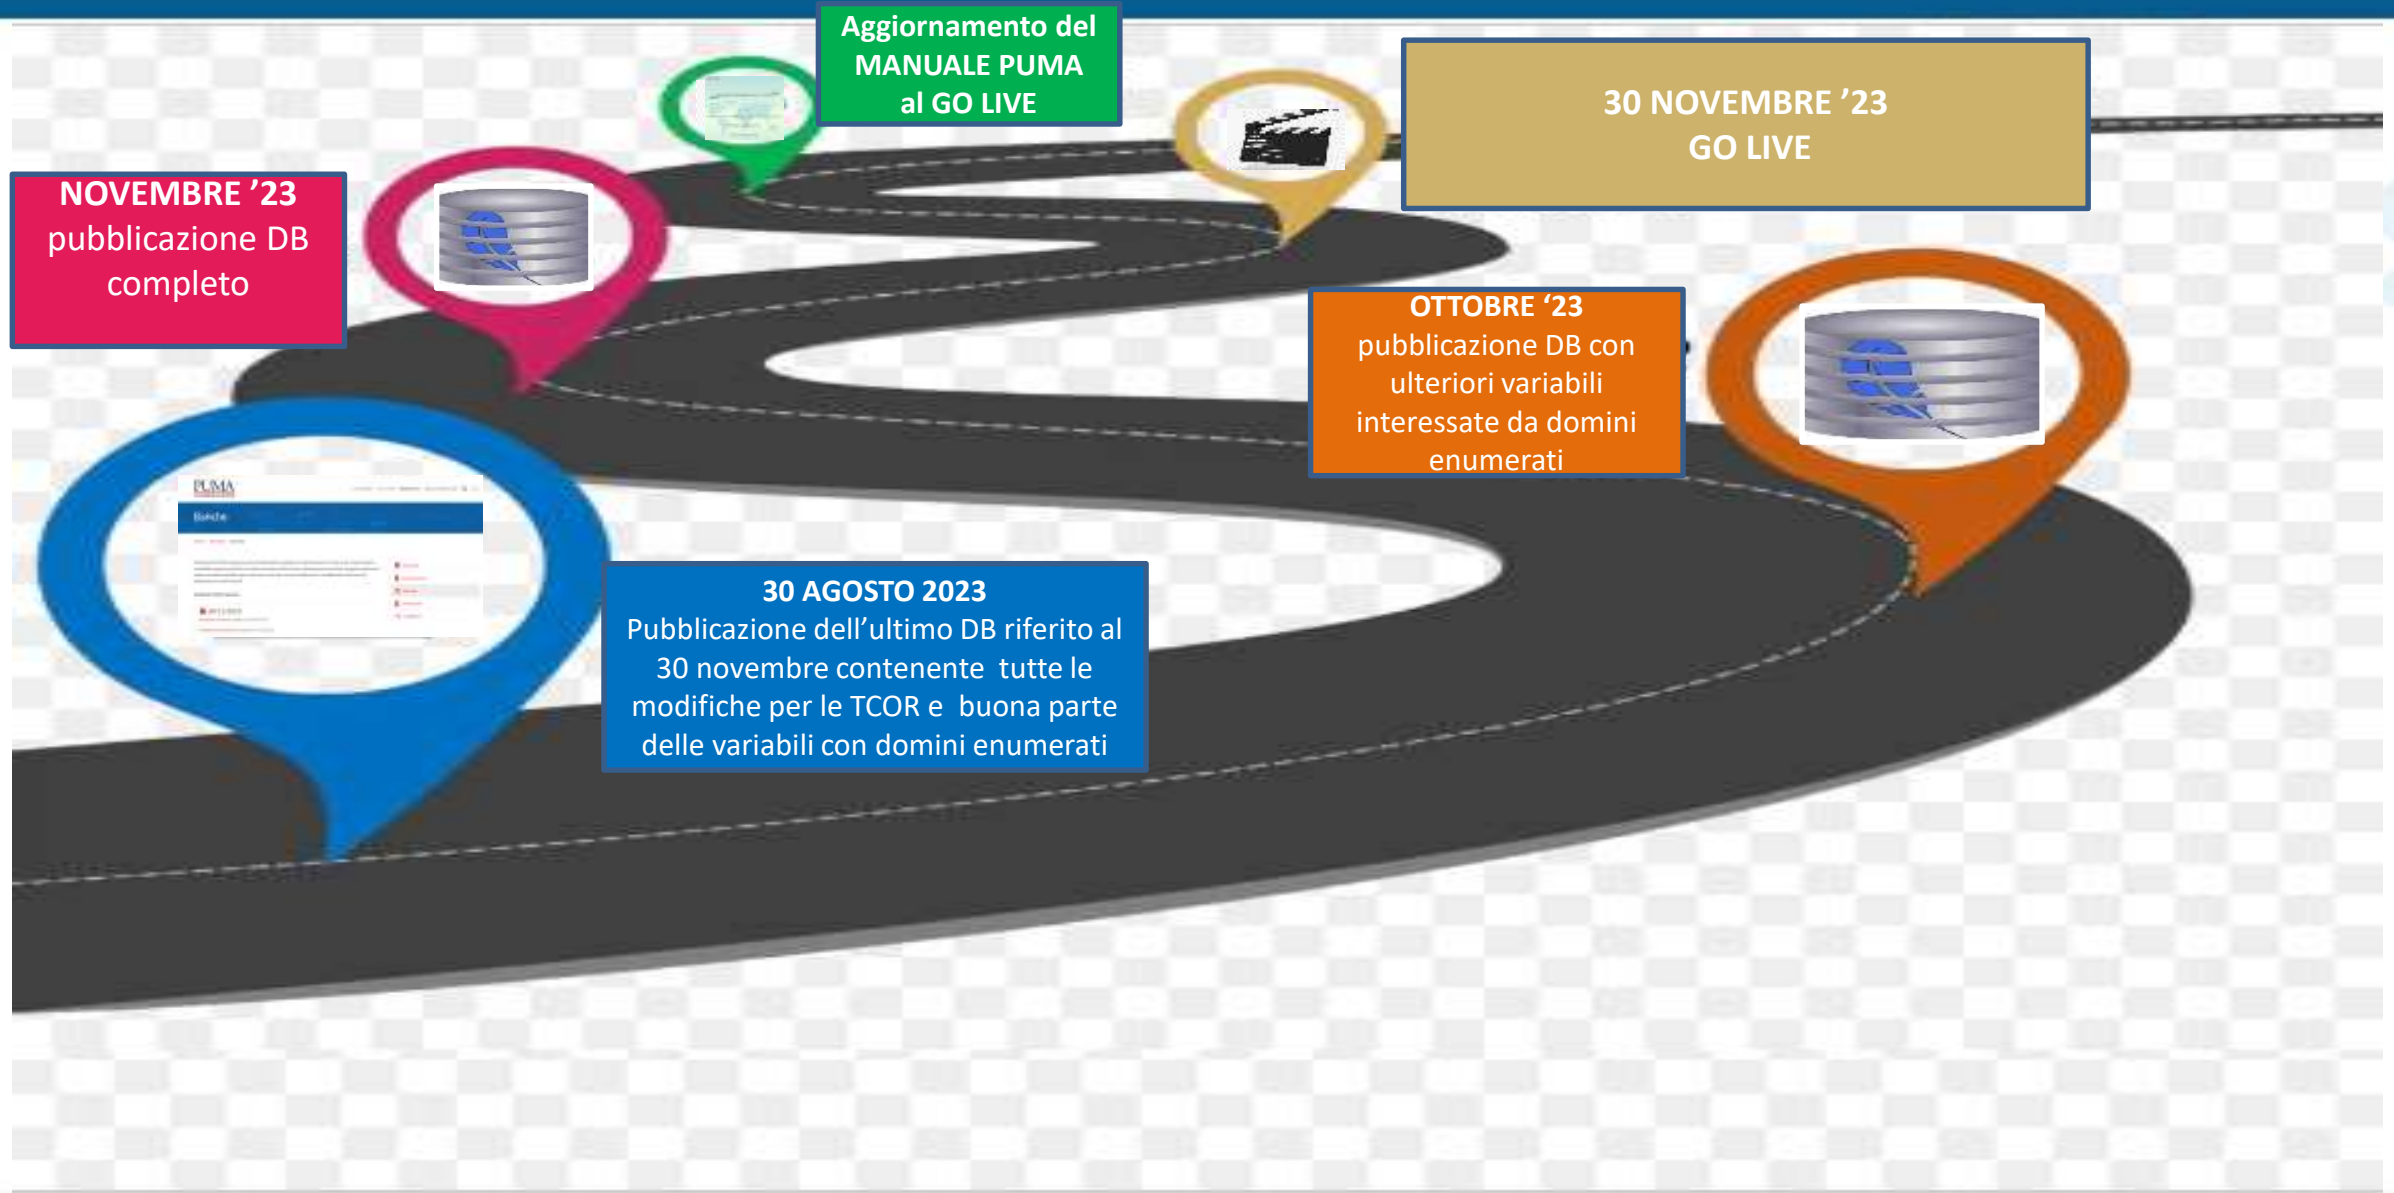 Aggiornamento del
MANUALE PUMA
al GO LIVE
30 NOVEMBRE ’23
GO LIVE
NOVEMBRE ’23
pubblicazione DB
completo
OTTOBRE ‘23
pubblicazione DB con
ulteriori variabili
interessate da domini
enumerati
PUMA
Banche
30 AGOSTO 2023
Pubblicazione dell’ultimo DB riferito al
30 novembre contenente tutte le
modifiche per le TCOR e buona parte
delle variabili con domini enumerati